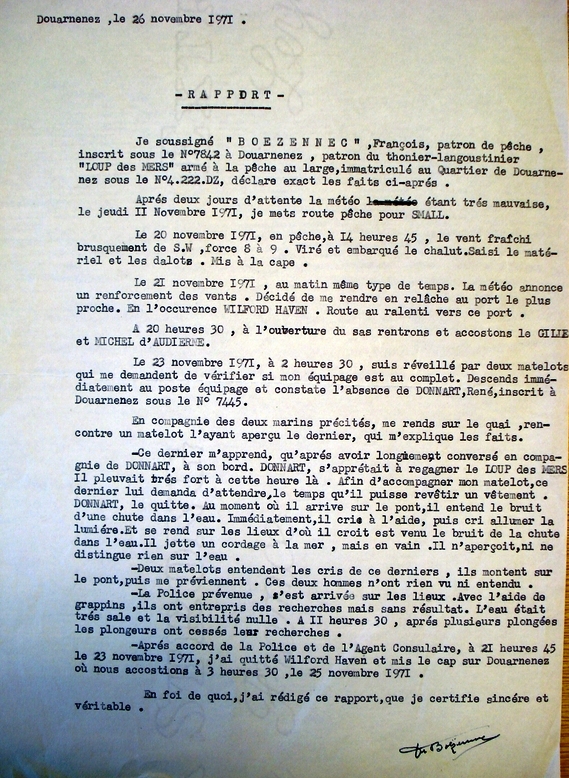 Douarnenez ,le 26 novembre 1971 .
- R A P P O R T -
Je soussigné " B O E Z E N N E C " ,François, patron de pêche ,
inscrit sous le N°7842 à Douarnenez , patron du thonier-langoustinier
"LOUP des MERS" armé à la pêche au large,immatriculé au Quartier de Douarne-
nez sous le N°4.222.DZ, déclare exact les faits ci-aprés .
Aprés deux jours d'attente la météo la météo étant trés mauvaise,
le jeudi II Novembre 1971, je mets route pêche pour SMALL.
Le 20 novembre 1971, en pêche,à I4 heures 45 , le vent fraîchi
brusquement de S.W ,force 8 à 9 . Viré et embarqué le chalut.Saisi le maté-
riel et les dalots . Mis à la cape .
Le 2I novembre 1971 , au matin même type de temps. La météo annonce
un renforcement des vents . Décidé de me rendre en relâche au port le plus
proche. En l'occurence WILFORD HAVEN . Route au ralenti vers ce port .
A 20 heures 30 , à l'ouverture du sas rentrons et accostons le GILLE
et MICHEL d'AUDIERNE.
Le 23 novembre 1971, à 2 heures 30 , suis réveillé par deux matelots
qui me demandent de vérifier si mon équipage est au complet. Descends immé-
diatement au poste équipage et constate l'absence de DONNART,René,inscrit à
Douarnenez sous le N° 7445.
En compagnie des deux marins précités, me rends sur le quai ,ren-
contre un matelot l'ayant aperçu le dernier, qui m'explique les faits.
-Ce dernier m'apprend, qu'aprés avoir longuement conversé en compa-
gnie de DONNART, à son bord. DONNART, s'apprêtait à regagner le LOUP des MERS
Il pleuvait trés fort à cette heure là . Afin d'accompagner mon matelot,ce
dernier lui demanda d'attendre,le temps qu'il puisse revêtir un vêtement .
DONNART, le quitte. Au moment où il arrive sur le pont,il entend le bruit
d'une chute dans l'eau. Immédiatement,il crie à l'aide, puis cri allumer la
lumiére.Et se rend sur les lieux d'où il croit est venu le bruit de la chute
dans l'eau.Il jette un cordage à la mer , mais en vain .Il n'aperçoit,ni ne
distingue rien sur l'eau .
-Deux matelots entendent les cris de ce derniers , ils montent sur
le pont,puis me préviennent . Ces deux hommes n'ont rien vu ni entendu .
-La Police prévenue , s'est arrivée sur les lieux .Avec l'aide de
grappins ,ils ont entrepris des recherches mais sans résultat. L'eau était
trés sale et la visibilité nulle . A II heures 30 , aprés plusieurs plongées
les plongeurs ont cessés leur recherches .
-Aprés accord de la Police et de l'Agent Consulaire, à 2I heures 45
le 23 novembre 1971, j'ai quitté Wilford Haven et mis le cap sur Douarnenez
où nous accostions à 3 heures 30 ,le 25 novembre 1971 .
En foi de quoi,j'ai rédigé ce rapport,que je certifie sincére et
véritable .